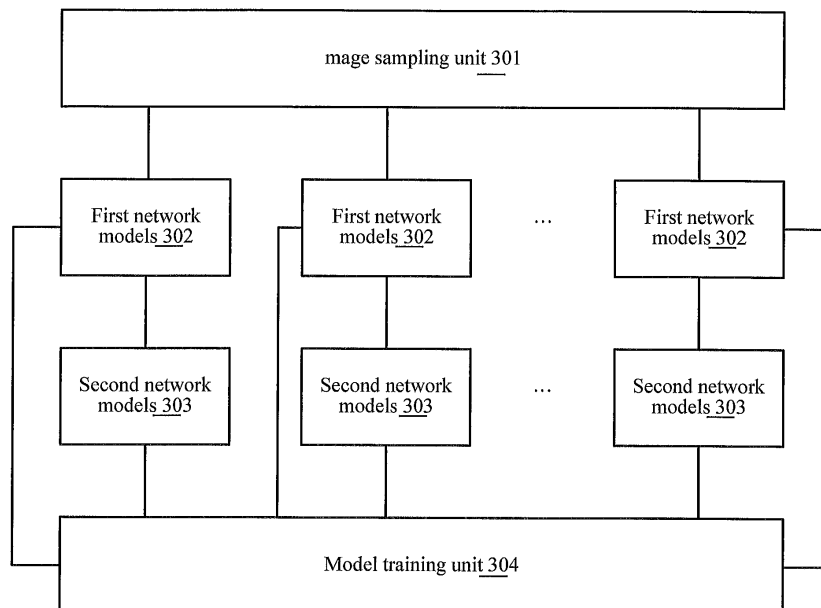 mage sampling unit 301
First network
models 302
First network
models 302
...
First network
models 302
Second network
models 303
Second network
models 303
...
Second network
models 303
Model training unit 304